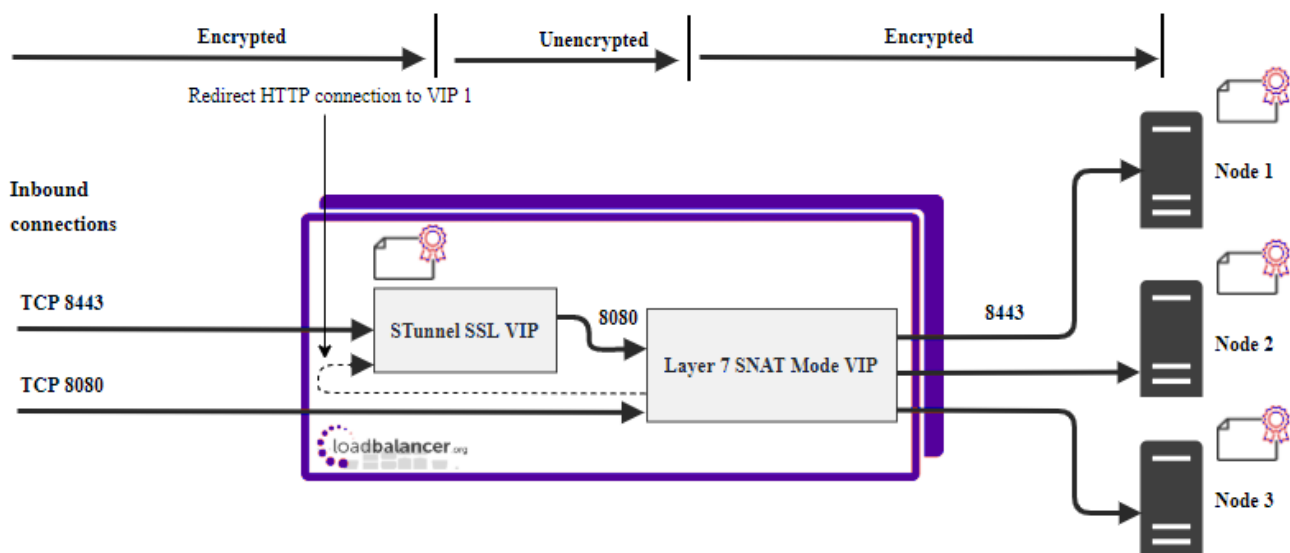 Encrypted
Unencrypted
Encrypted
Redirect HTTP connection to VIP 1
Inbound
connections
Node 1
TCP 8443
STunnel SSL VIP
8080
8443
Layer 7 SNAT Mode VIP
Node 2
TCP 8080
loadbalancer.org
Node 3